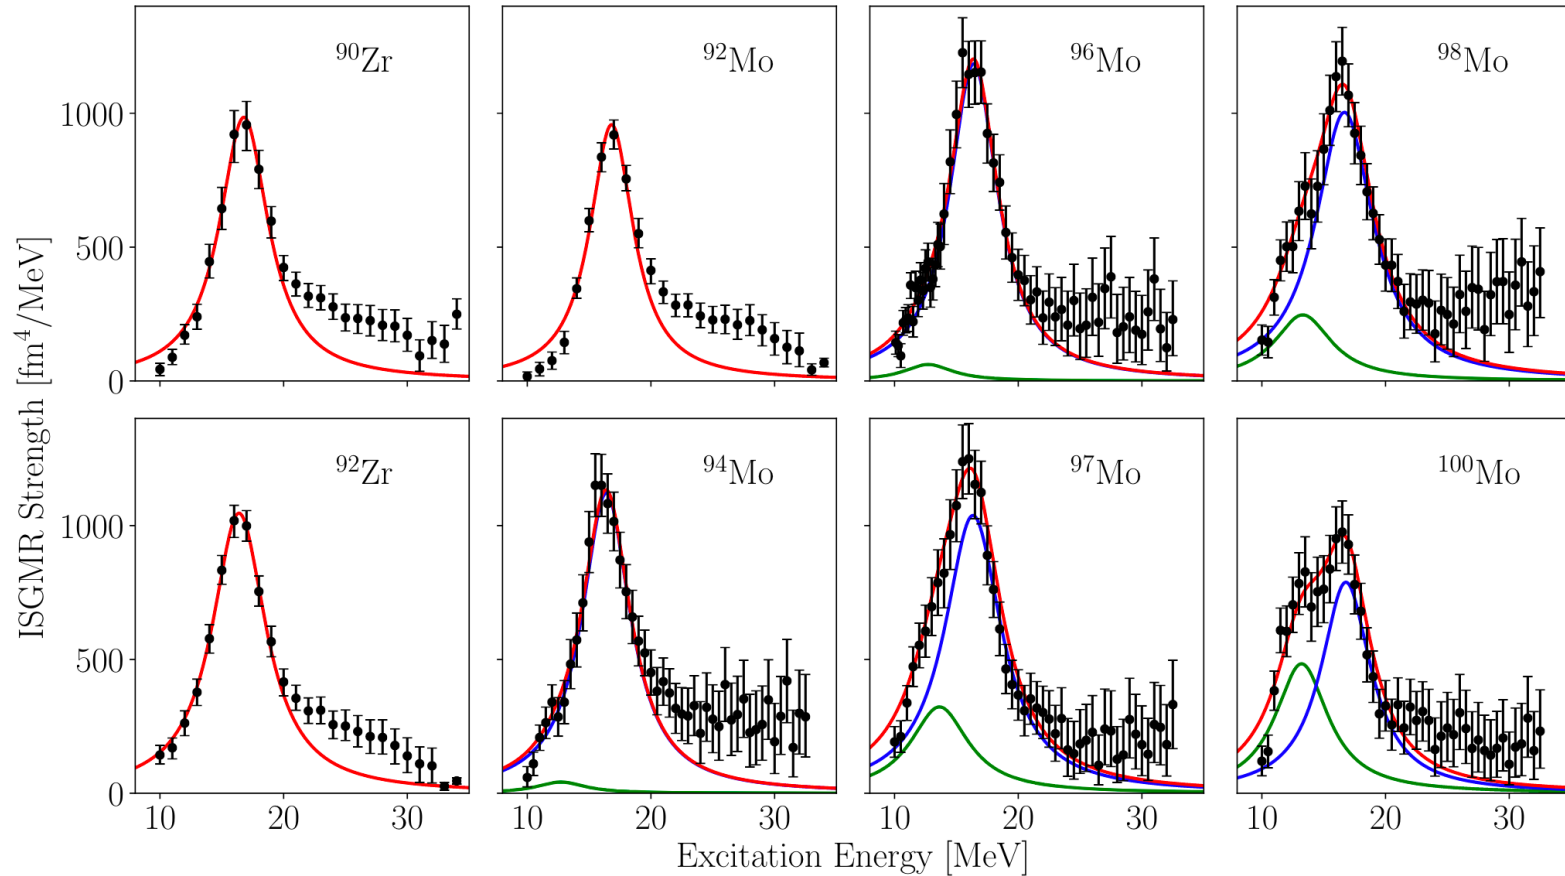 ⁹⁰Zr
⁹²Mo
⁹⁶Mo
⁹⁸Mo
1000
500
0
ISGMR Strength [fm⁴/MeV]
⁹²Zr
⁹⁴Mo
⁹⁷Mo
¹⁰⁰Mo
1000
500
0
10 20 30
10 20 30
10 20 30
10 20 30
Excitation Energy [MeV]